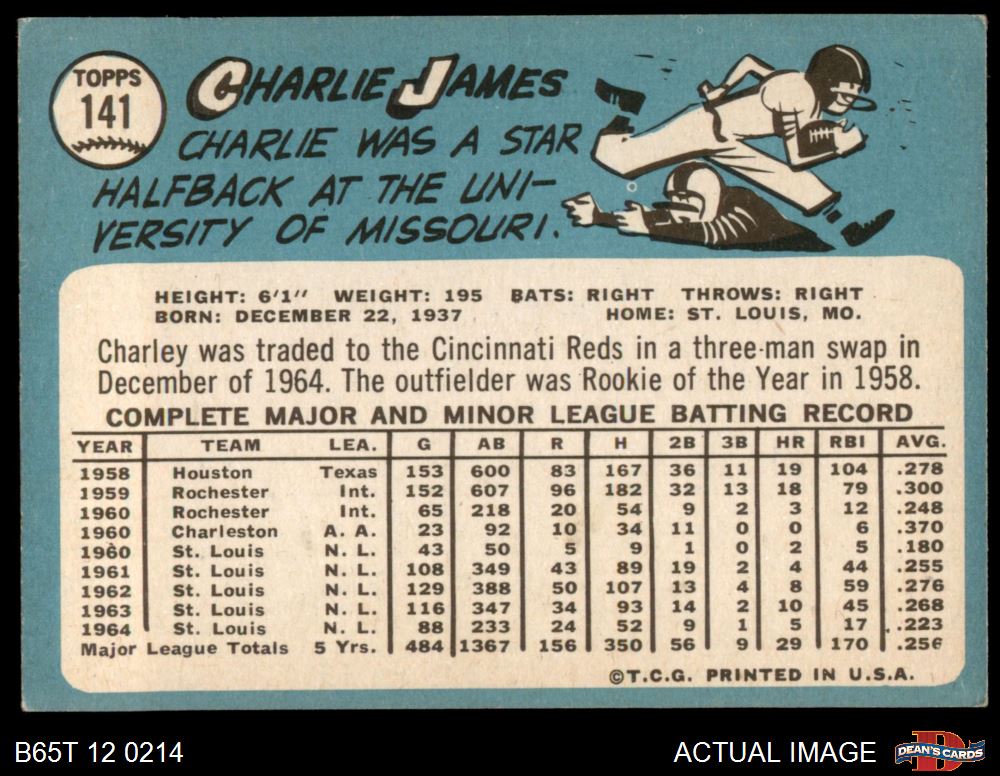 TOPPS
141
CHARLIE JAMES
CHARLIE WAS A STAR
HALFBACK AT THE UNI-
VERSITY OF MISSOURI.
HEIGHT: 6'1" WEIGHT: 195 BATS: RIGHT THROWS: RIGHT
BORN: DECEMBER 22, 1937 HOME: ST. LOUIS, MO.
Charley was traded to the Cincinnati Reds in a three-man swap in
December of 1964. The outfielder was Rookie of the Year in 1958.
COMPLETE MAJOR AND MINOR LEAGUE BATTING RECORD
YEAR TEAM LEA. G AB R H 2B 3B HR RBI AVG.
1958 Houston Texas 153 600 83 167 36 11 19 104 .278
1959 Rochester Int. 152 607 96 182 32 13 18 79 .300
1960 Rochester Int. 65 218 20 54 9 2 3 12 .248
1960 Charleston A. A. 23 92 10 34 11 0 0 6 .370
1960 St. Louis N. L. 43 50 5 9 1 0 2 5 .180
1961 St. Louis N. L. 108 349 43 89 19 2 4 44 .255
1962 St. Louis N. L. 129 388 50 107 13 4 8 59 .276
1963 St. Louis N. L. 116 347 34 93 14 2 10 45 .268
1964 St. Louis N. L. 88 233 24 52 9 1 5 17 .223
Major League Totals 5 Yrs. 484 1367 156 350 56 9 29 170 .256
©T.C.G. PRINTED IN U.S.A.
B65T 12 0214 ACTUAL IMAGE DEAN'S CARDS